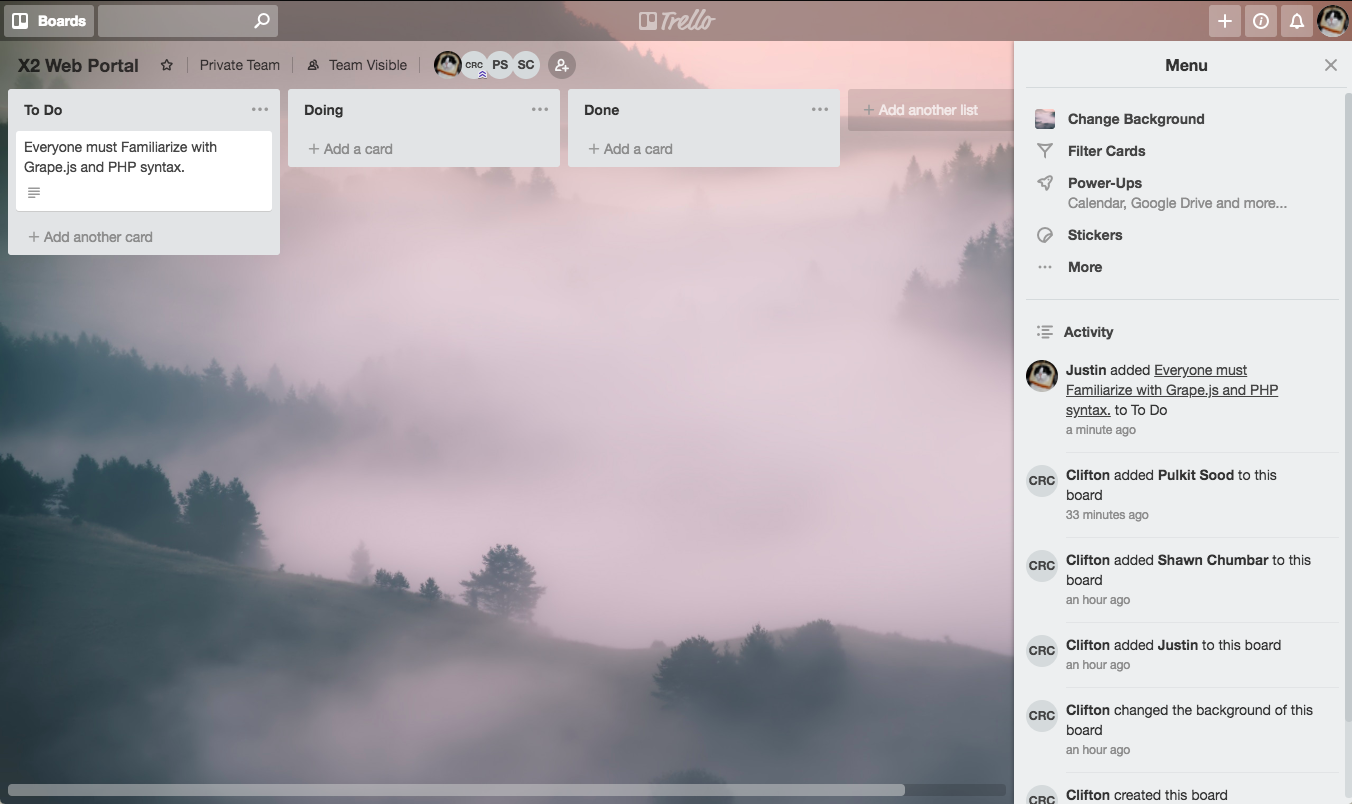 Boards
Trello
X2 Web Portal
Private Team
Team Visible
CRC
PS
SC
To Do
Everyone must Familiarize with
Grape.js and PHP syntax.
+ Add another card
Doing
+ Add a card
Done
+ Add a card
+ Add another list
Menu
Change Background
Filter Cards
Power-Ups
Calendar, Google Drive and more...
Stickers
More
Activity
Justin added Everyone must
Familiarize with Grape.js and PHP
syntax. to To Do
a minute ago
CRC
Clifton added Pulkit Sood to this
board
33 minutes ago
CRC
Clifton added Shawn Chumbar to this
board
an hour ago
CRC
Clifton added Justin to this board
an hour ago
CRC
Clifton changed the background of this
board
an hour ago
CRC
Clifton created this board